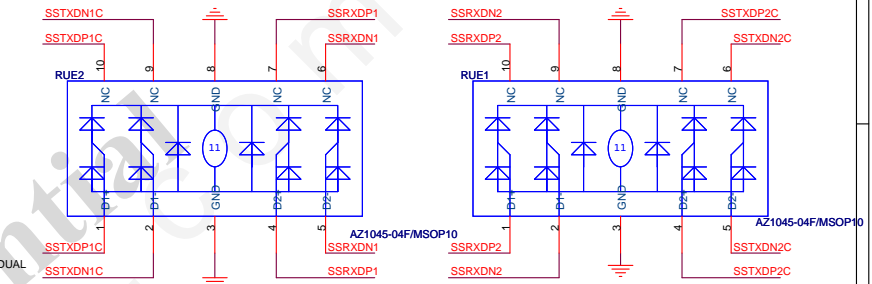 SSTXDN1C SSRXDP1 SSRXDN2 SSTXDP2C
SSTXDP1C SSRXDN1 SSRXDP2 SSTXDN2C
10 9 8 7 6 10 9 8 7 6
RUE2 RUE1
NC NC GND NC NC NC NC GND NC NC
11 11
D1+ D1- GND D2+ D2- D1+ D1- GND D2+ D2-
1 2 3 4 5 1 2 3 4 5
AZ1045-04F/MSOP10 AZ1045-04F/MSOP10
SSTXDP1C SSRXDN1 SSRXDP2 SSTXDN2C
DUAL
SSTXDN1C SSRXDP1 SSRXDN2 SSTXDP2C
ntial
com